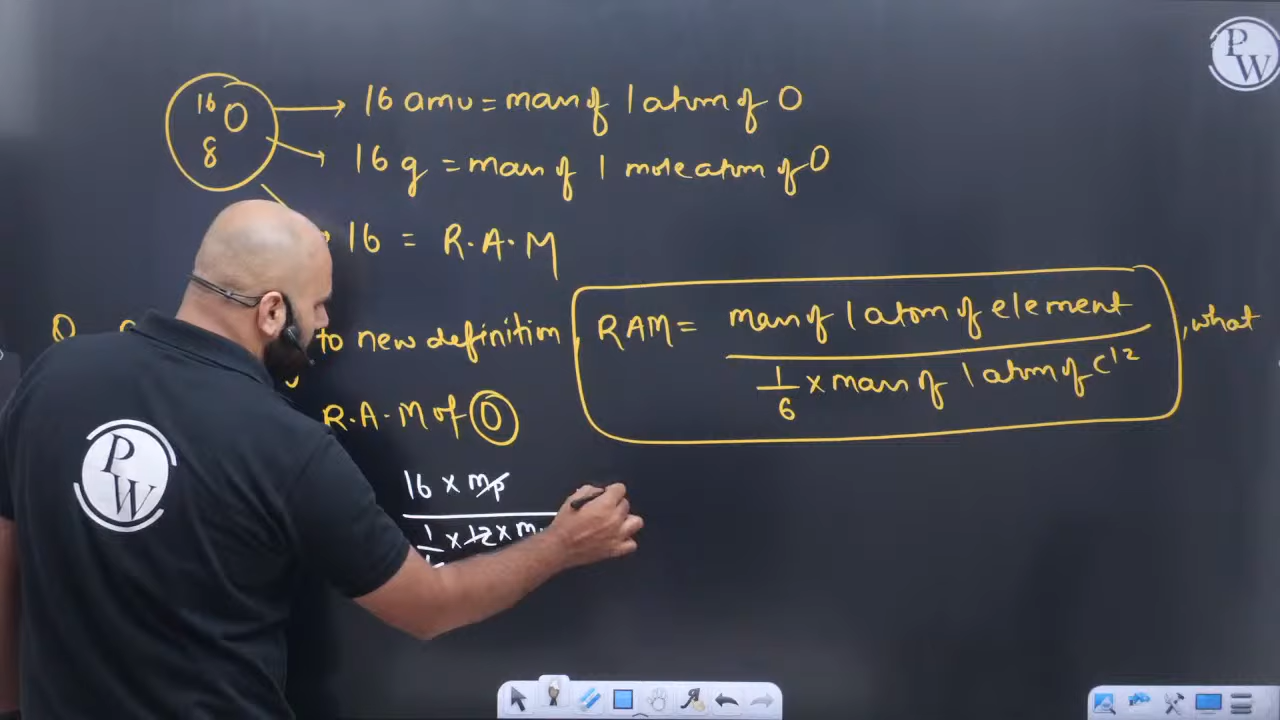 16
8 O
16 amu = mass of 1 atom of O
16 g = mass of 1 mole atom of O
16 = R.A.M
to new definition RAM = mass of 1 atom of element , what
1/6 × mass of 1 atom of C12
R.A.M of O
16 × mp
1 × 12 × m
PW
PW